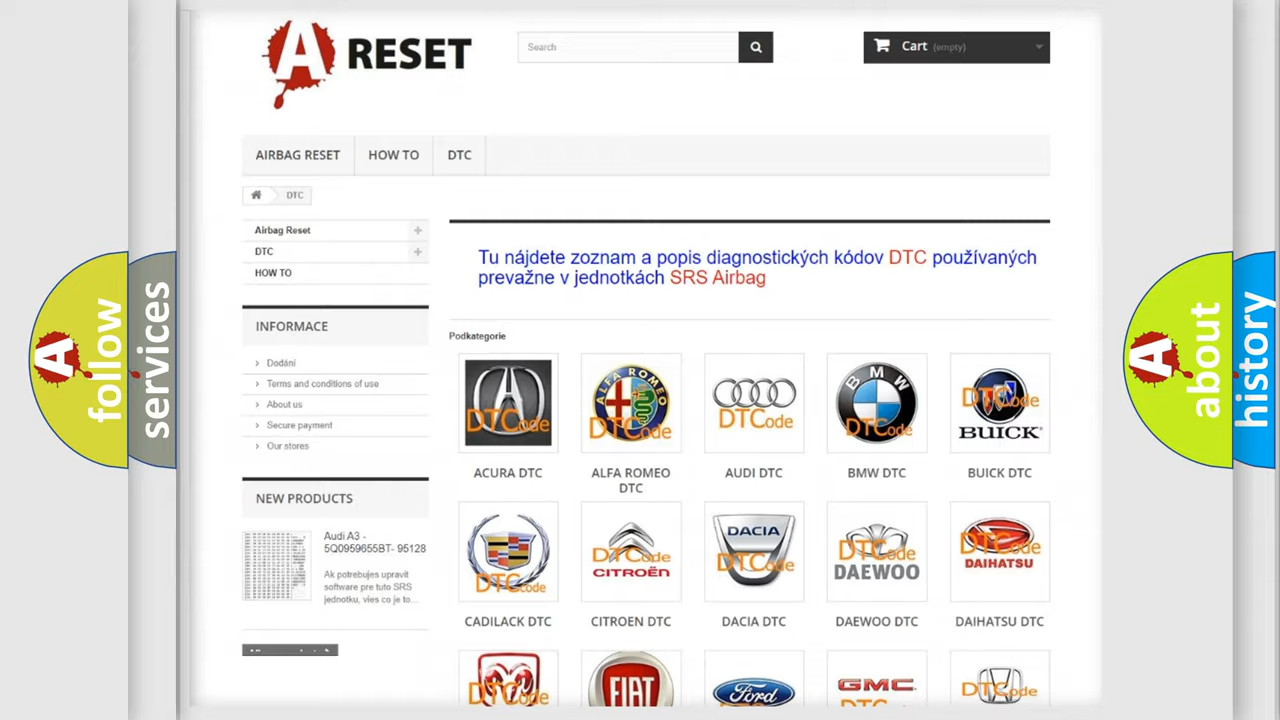 A RESET
Search
Cart (empty)
AIRBAG RESET
HOW TO
DTC
DTC
Airbag Reset
DTC
HOW TO
INFORMACE
Dodání
Terms and conditions of use
About us
Secure payment
Our stores
NEW PRODUCTS
Audi A3 -
5Q0959655BT- 95128
Ak potrebujes upravit
software pre tuto SRS
jednotku, vies co je to...
Tu nájdete zoznam a popis diagnostických kódov DTC používaných
prevažne v jednotkách SRS Airbag
Podkategorie
DTCode
ALFA ROMEO
DTCode
DTCode
BMW
DTCode
DTCode
BUICK
ACURA DTC
ALFA ROMEO
DTC
AUDI DTC
BMW DTC
BUICK DTC
DTCode
DTCode
CITROËN
DACIA
DTCode
DTCode
DAEWOO
DTCode
DAIHATSU
CADILACK DTC
CITROEN DTC
DACIA DTC
DAEWOO DTC
DAIHATSU DTC
DTCode
FIAT
Ford
GMC
DTCode
A
follow
services
A
about
history